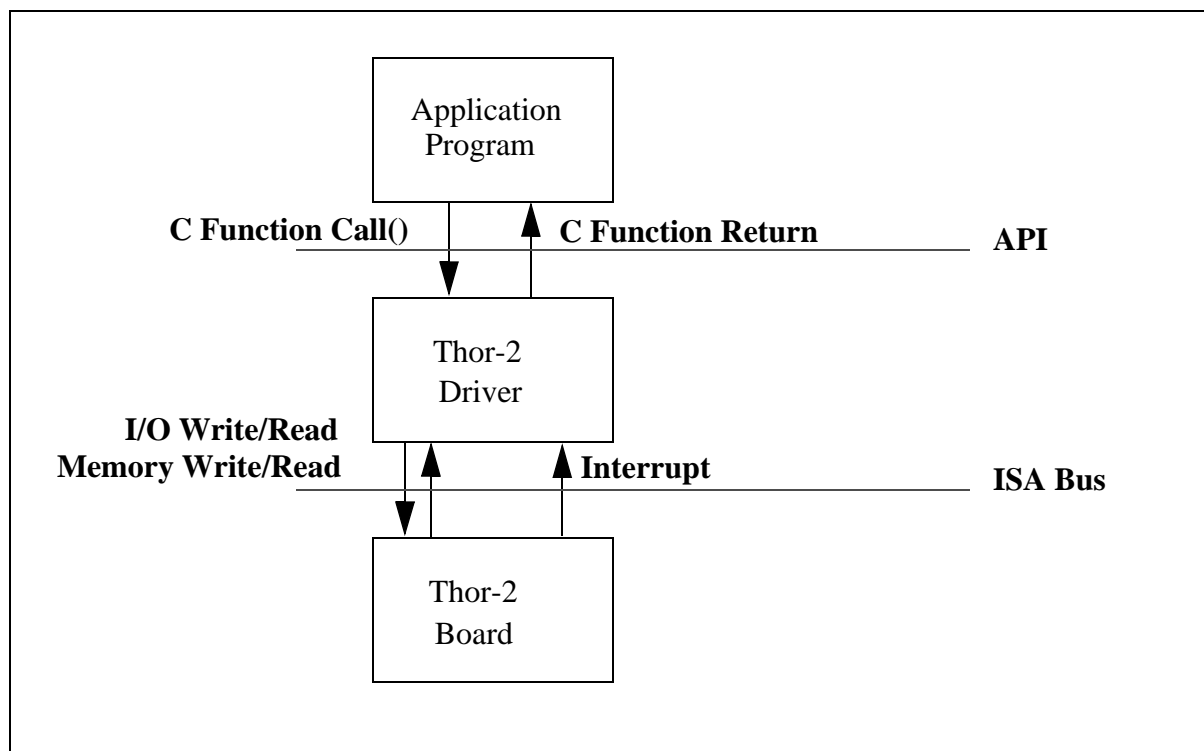 Application
Program
C Function Call()
C Function Return
API
Thor-2
Driver
I/O Write/Read
Memory Write/Read
Interrupt
ISA Bus
Thor-2
Board